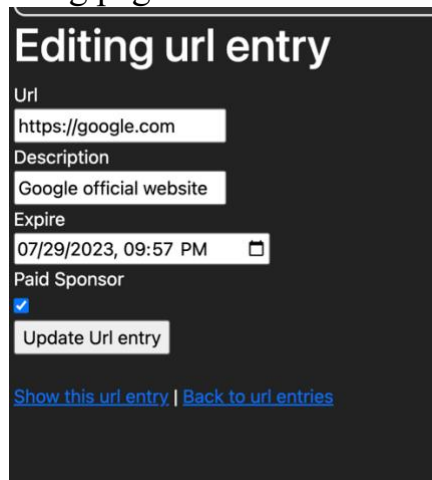 Editing url entry
Url
https://google.com
Description
Google official website
Expire
07/29/2023, 09:57 PM
Paid Sponsor
Update Url entry
Show this url entry | Back to url entries